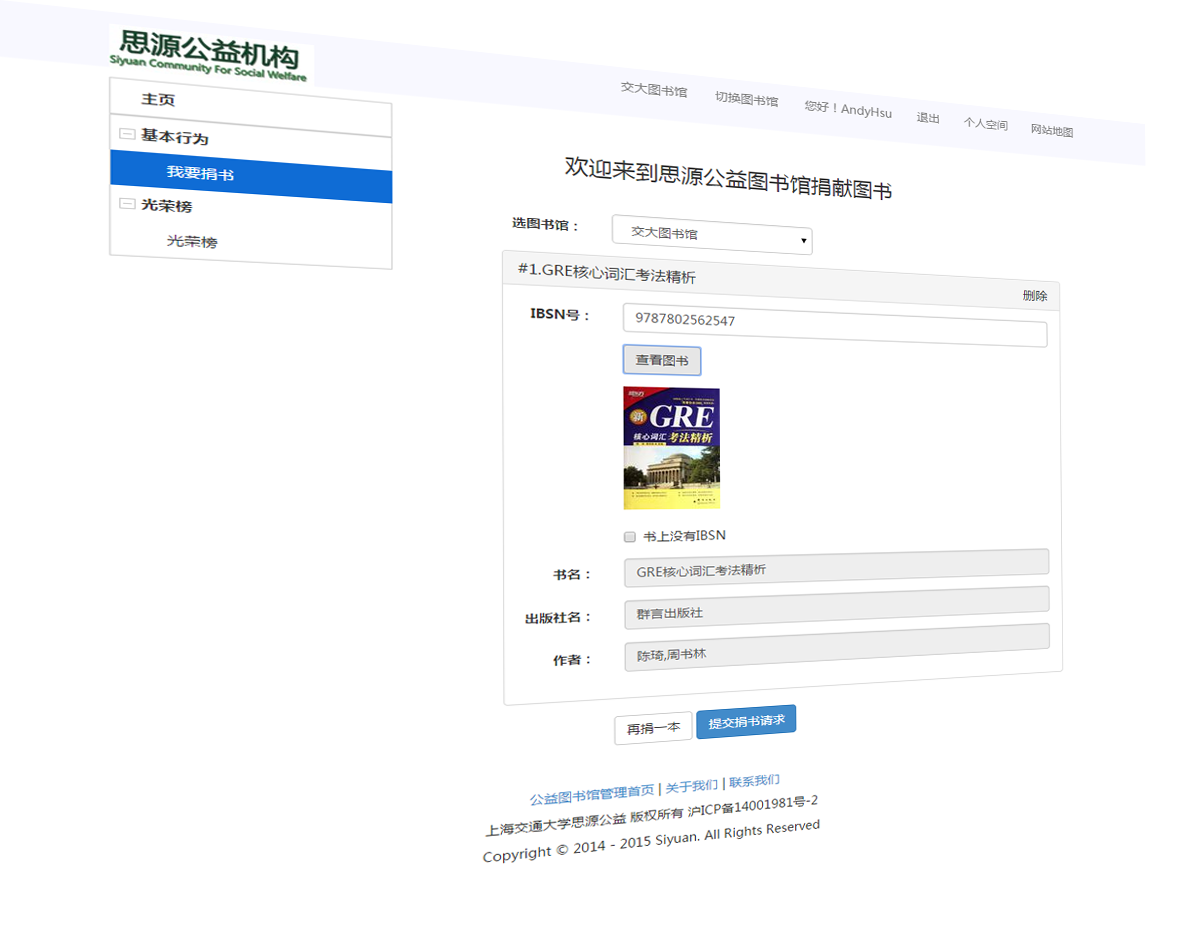 思源公益机构
Siyuan Community For Social Welfare
交大图书馆 切换图书馆 您好！AndyHsu 退出 个人空间 网站地图
主页
基本行为
我要捐书
光荣榜
光荣榜
欢迎来到思源公益图书馆捐献图书
选图书馆： 交大图书馆
#1.GRE核心词汇考法精析 删除
IBSN号： 9787802562547
查看图书
新 GRE
核心词汇 考法精析
书上没有IBSN
书名： GRE核心词汇考法精析
出版社名： 群言出版社
作者： 陈琦,周书林
再捐一本 提交捐书请求
公益图书馆管理首页 | 关于我们 | 联系我们
上海交通大学思源公益 版权所有 沪ICP备14001981号-2
Copyright © 2014 - 2015 Siyuan. All Rights Reserved